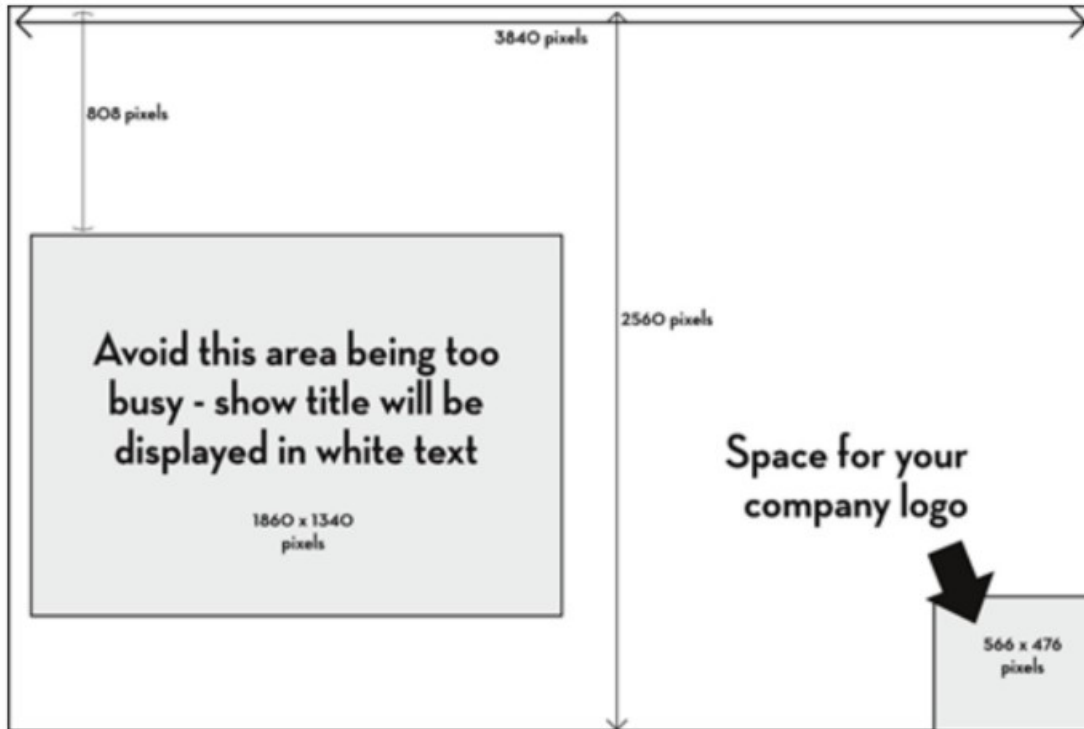 3840 pixels
808 pixels
2560 pixels
Avoid this area being too
busy - show title will be
displayed in white text
1860 x 1340
pixels
Space for your
company logo
566 x 476
pixels